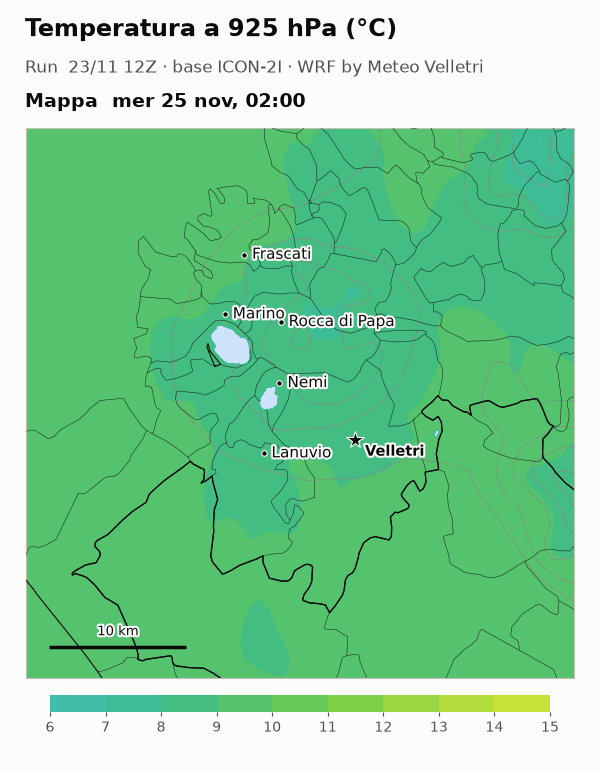 Temperatura a 925 hPa (°C)
Run  23/11 12Z · base ICON-2I · WRF by Meteo Velletri
Mappa  mer 25 nov, 02:00
Frascati
Marino
Rocca di Papa
Nemi
Velletri
Lanuvio
10 km
6 7 8 9 10 11 12 13 14 15